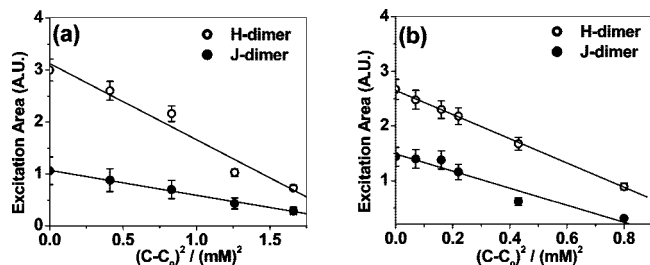 (a)
H-dimer
J-dimer
Excitation Area (A.U.)
4
3
2
1
0
0.0 0.5 1.0 1.5
(C-C₀)² / (mM)²
(b)
H-dimer
J-dimer
Excitation Area (A.U.)
4
3
2
1
0.0 0.2 0.4 0.6 0.8
(C-C₀)² / (mM)²